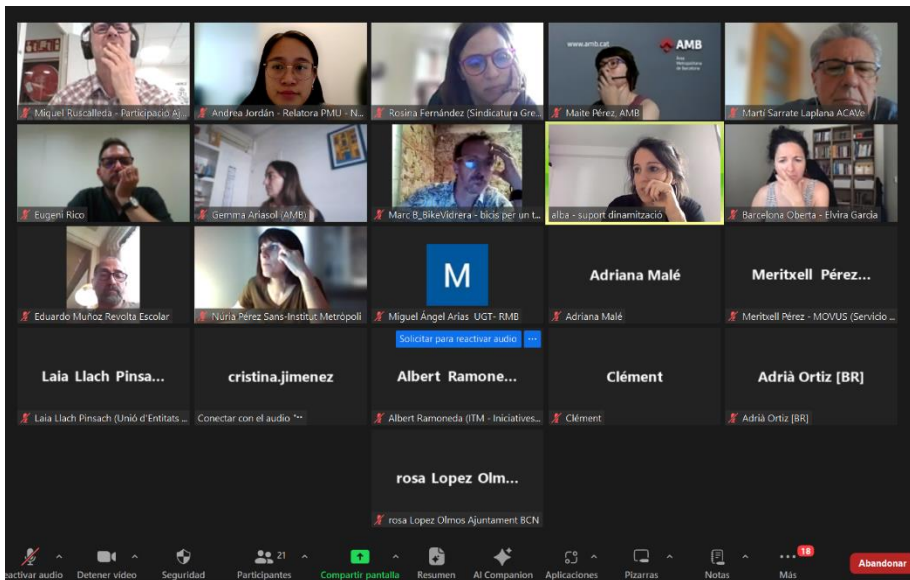 www.amb.cat
AMB
Àrea
Metropolitana
de Barcelona
Miquel Ruscalleda - Participació Aj...
Andrea Jordán - Relatora PMU - N...
Rosina Fernández (Sindicatura Gre...
Maite Pérez, AMB
Martí Sarrate Laplana ACAVe
Eugeni Rico
Gemma Ariasol (AMB)
Marc B_BikeVidrera - bicis per un t...
alba - suport dinamització
Barcelona Oberta - Elvira Garcia
Eduardo Muñoz Revolta Escolar
Núria Pérez Sans-Institut Metròpoli
M
Miguel Ángel Arias UGT- RMB
Adriana Malé
Adriana Malé
Meritxell Pérez...
Meritxell Pérez - MOVUS (Servicio ...
Solicitar para reactivar audio ...
Laia Llach Pinsa...
Laia Llach Pinsach (Unió d'Entitats ...
cristina.jimenez
Conectar con el audio ···
Albert Ramone...
Albert Ramoneda (ITM - Iniciatives...
Clément
Clément
Adrià Ortiz [BR]
Adrià Ortiz [BR]
rosa Lopez Olm...
rosa Lopez Olmos Ajuntament BCN
eactivar audio
Detener video
Seguridad
21
Participantes
Compartir pantalla
Resumen
AI Companion
Aplicaciones
Pizarras
Notas
18
Más
Abandonar